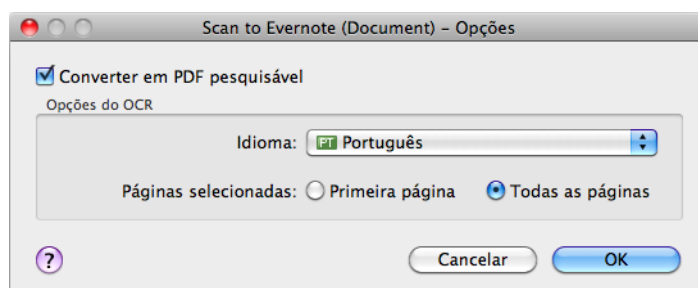 Scan to Evernote (Document) – Opções
Converter em PDF pesquisável
Opções do OCR
Idioma: PT Português
Páginas selecionadas: Primeira página Todas as páginas
? Cancelar OK